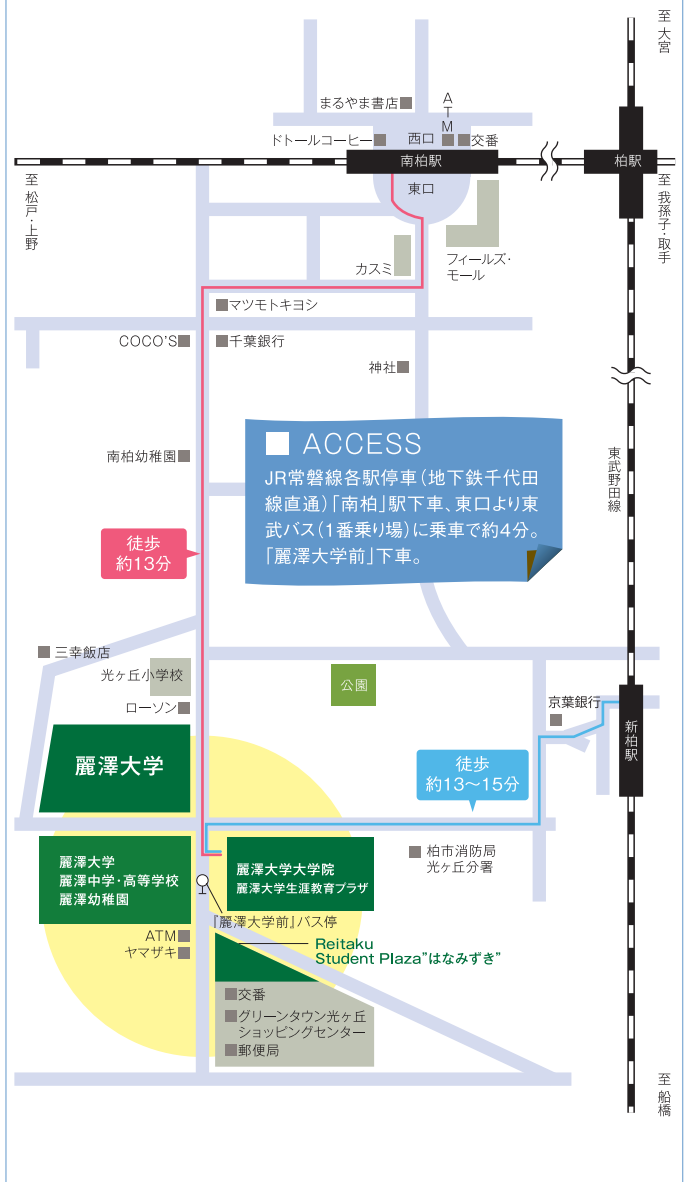 至 大宮
まるやま書店
ATM
ドトールコーヒー
西口
交番
南柏駅
柏駅
至 松戸・上野
東口
至 我孫子・取手
カスミ
フィールズ・
モール
マツモトキヨシ
COCO'S
千葉銀行
神社
ACCESS
JR常磐線各駅停車(地下鉄千代田
線直通)「南柏」駅下車、東口より東
武バス(1番乗り場)に乗車で約4分。
「麗澤大学前」下車。
東武野田線
南柏幼稚園
徒歩
約13分
三幸飯店
光ヶ丘小学校
ローソン
公園
京葉銀行
新柏駅
麗澤大学
徒歩
約13〜15分
麗澤大学
麗澤中学・高等学校
麗澤幼稚園
麗澤大学大学院
麗澤大学生涯教育プラザ
柏市消防局
光ヶ丘分署
『麗澤大学前』バス停
ATM
ヤマザキ
Reitaku
Student Plaza"はなみずき"
交番
グリーンタウン光ヶ丘
ショッピングセンター
郵便局
至 船橋